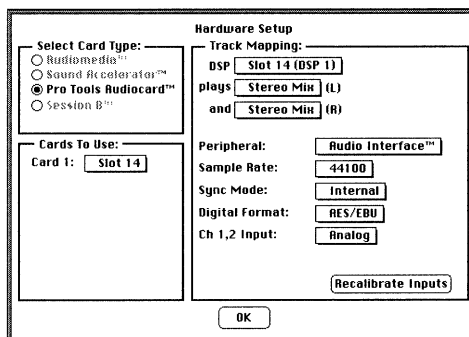 Hardware Setup
Select Card Type:
Audiomedia™
Sound Accelerator™
Pro Tools Audiocard™
Session 8™
Cards To Use:
Card 1: Slot 14
Track Mapping:
DSP Slot 14 (DSP 1)
plays Stereo Mix (L)
and Stereo Mix (R)
Peripheral: Audio Interface™
Sample Rate: 44100
Sync Mode: Internal
Digital Format: AES/EBU
Ch 1,2 Input: Analog
Recalibrate Inputs
OK